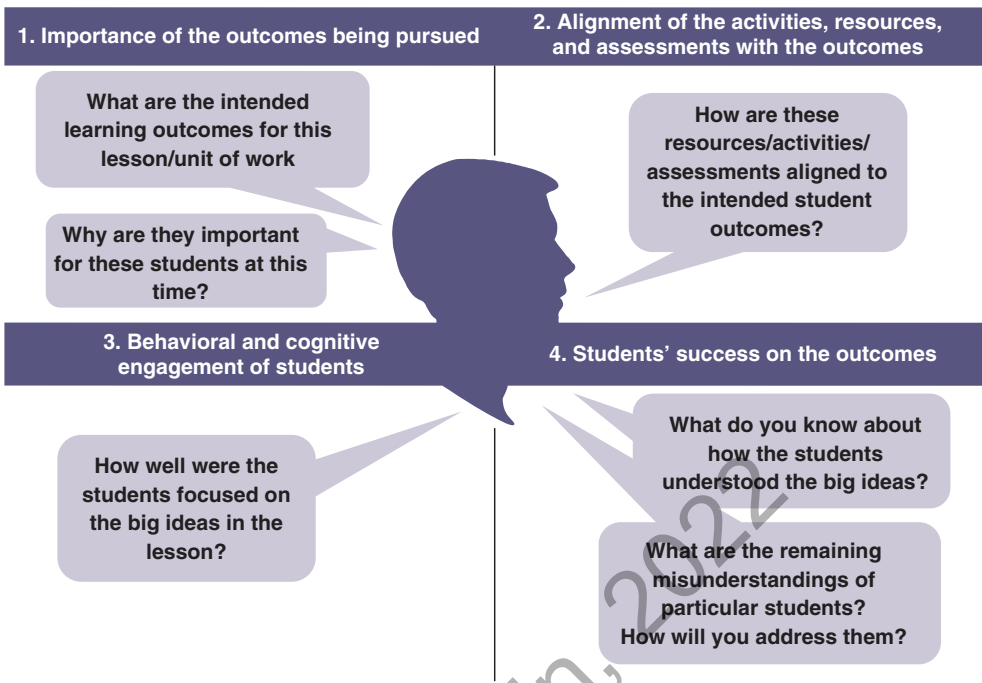 1. Importance of the outcomes being pursued
2. Alignment of the activities, resources,
and assessments with the outcomes
What are the intended
learning outcomes for this
lesson/unit of work
Why are they important
for these students at this
time?
How are these
resources/activities/
assessments aligned to
the intended student
outcomes?
3. Behavioral and cognitive
engagement of students
4. Students’ success on the outcomes
How well were the
students focused on
the big ideas in the
lesson?
What do you know about
how the students
understood the big ideas?
What are the remaining
misunderstandings of
particular students?
How will you address them?
2022